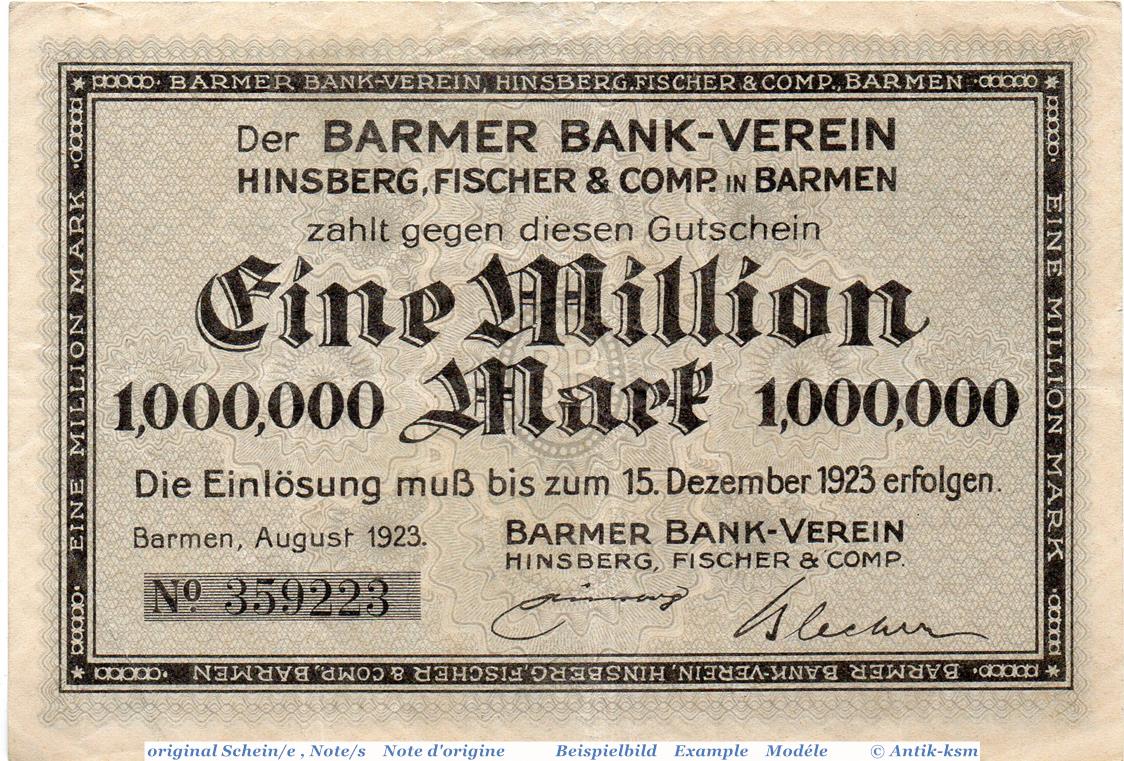 BARMER BANK-VEREIN, HINSBERG, FISCHER & COMP., BARMEN
EINE MILLION MARK
EINE MILLION MARK
Der BARMER BANK-VEREIN
HINSBERG, FISCHER & COMP. IN BARMEN
zahlt gegen diesen Gutschein
Eine Million
1,000,000 Mark 1,000,000
Die Einlösung muß bis zum 15. Dezember 1923 erfolgen.
Barmen, August 1923.
BARMER BANK-VEREIN
HINSBERG, FISCHER & COMP.
No. 359223
BARMER BANK-VEREIN, HINSBERG, FISCHER & COMP., BARMEN
original Schein/e , Note/s Note d'origine Beispielbild Example Modéle © Antik-ksm